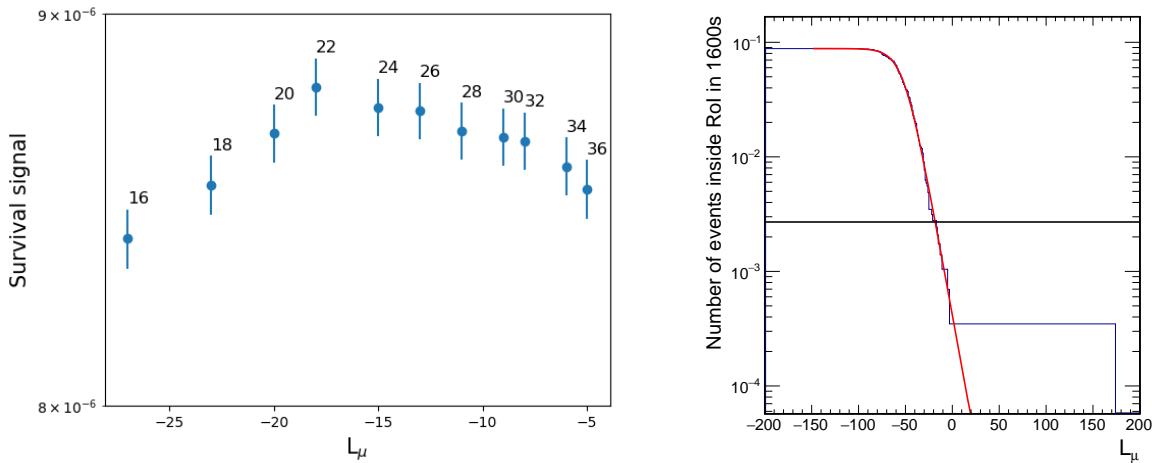 9 × 10⁻⁶
8 × 10⁻⁶
Survival signal
16
18
20
22
24
26
28
30
32
34
36
−25
−20
−15
−10
−5
Lμ
Number of events inside RoI in 1600s
10⁻¹
10⁻²
10⁻³
10⁻⁴
−200 −150 −100 −50 0 50 100 150 200
Lμ